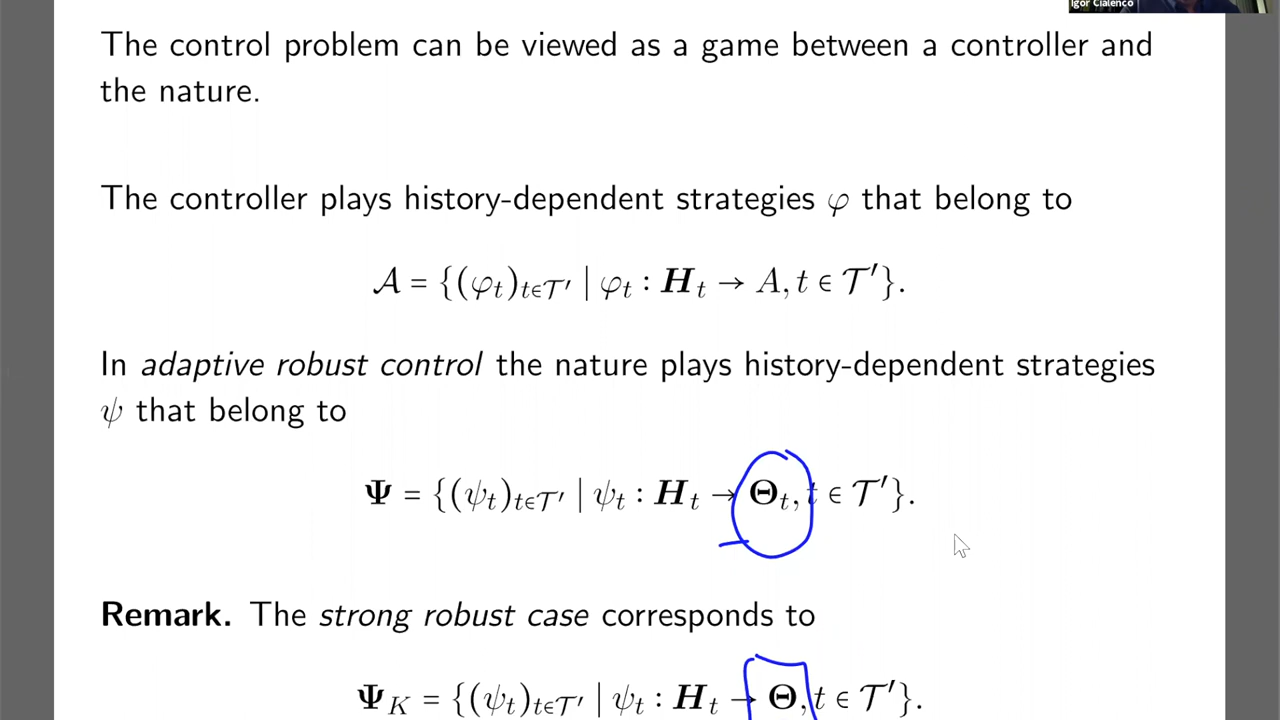 Igor Cialenco
The control problem can be viewed as a game between a controller and
the nature.
The controller plays history-dependent strategies φ that belong to
𝒜 = {(φ_t)_{t∈𝒯′} | φ_t : H_t → A, t ∈ 𝒯′}.
In adaptive robust control the nature plays history-dependent strategies
ψ that belong to
Ψ = {(ψ_t)_{t∈𝒯′} | ψ_t : H_t → Θ_t, t ∈ 𝒯′}.
Remark. The strong robust case corresponds to
Ψ_K = {(ψ_t)_{t∈𝒯′} | ψ_t : H_t → Θ, t ∈ 𝒯′}.